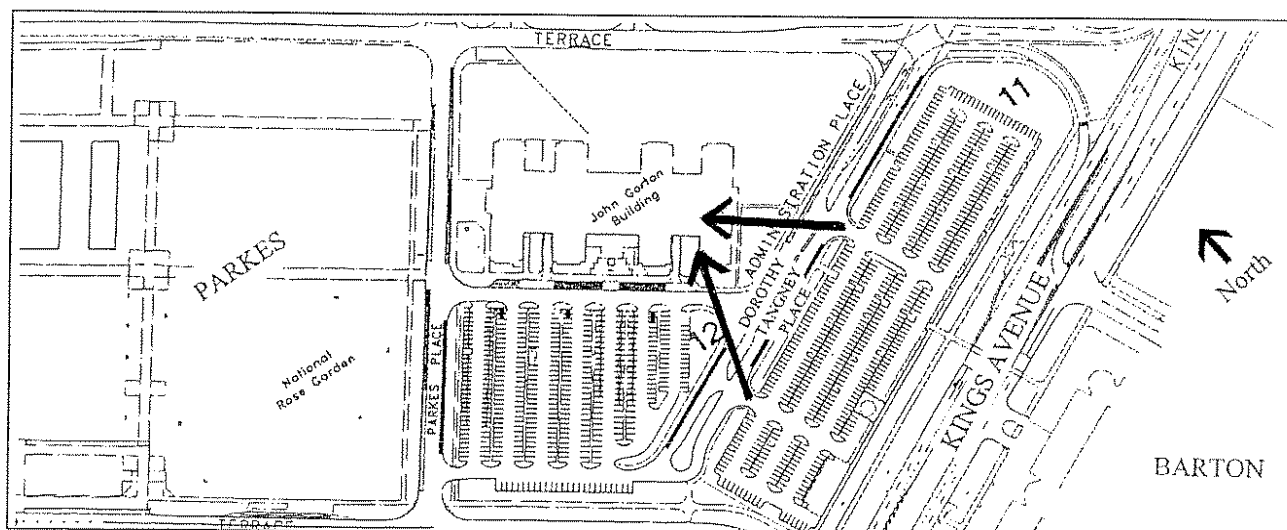 TERRACE
KING
11
ADMINISTRATION PLACE
John Gorton
Building
DOROTHY
TANGNEY
PLACE
PARKES
North
KINGS AVENUE
12
PARKES PLACE
National
Rose Garden
BARTON
TERRACE